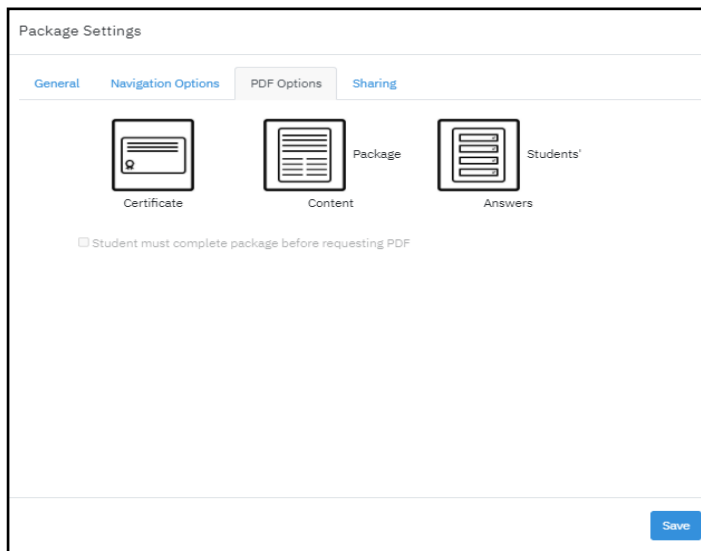 Package Settings
General Navigation Options PDF Options Sharing
Package Students'
Certificate Content Answers
Student must complete package before requesting PDF
Save